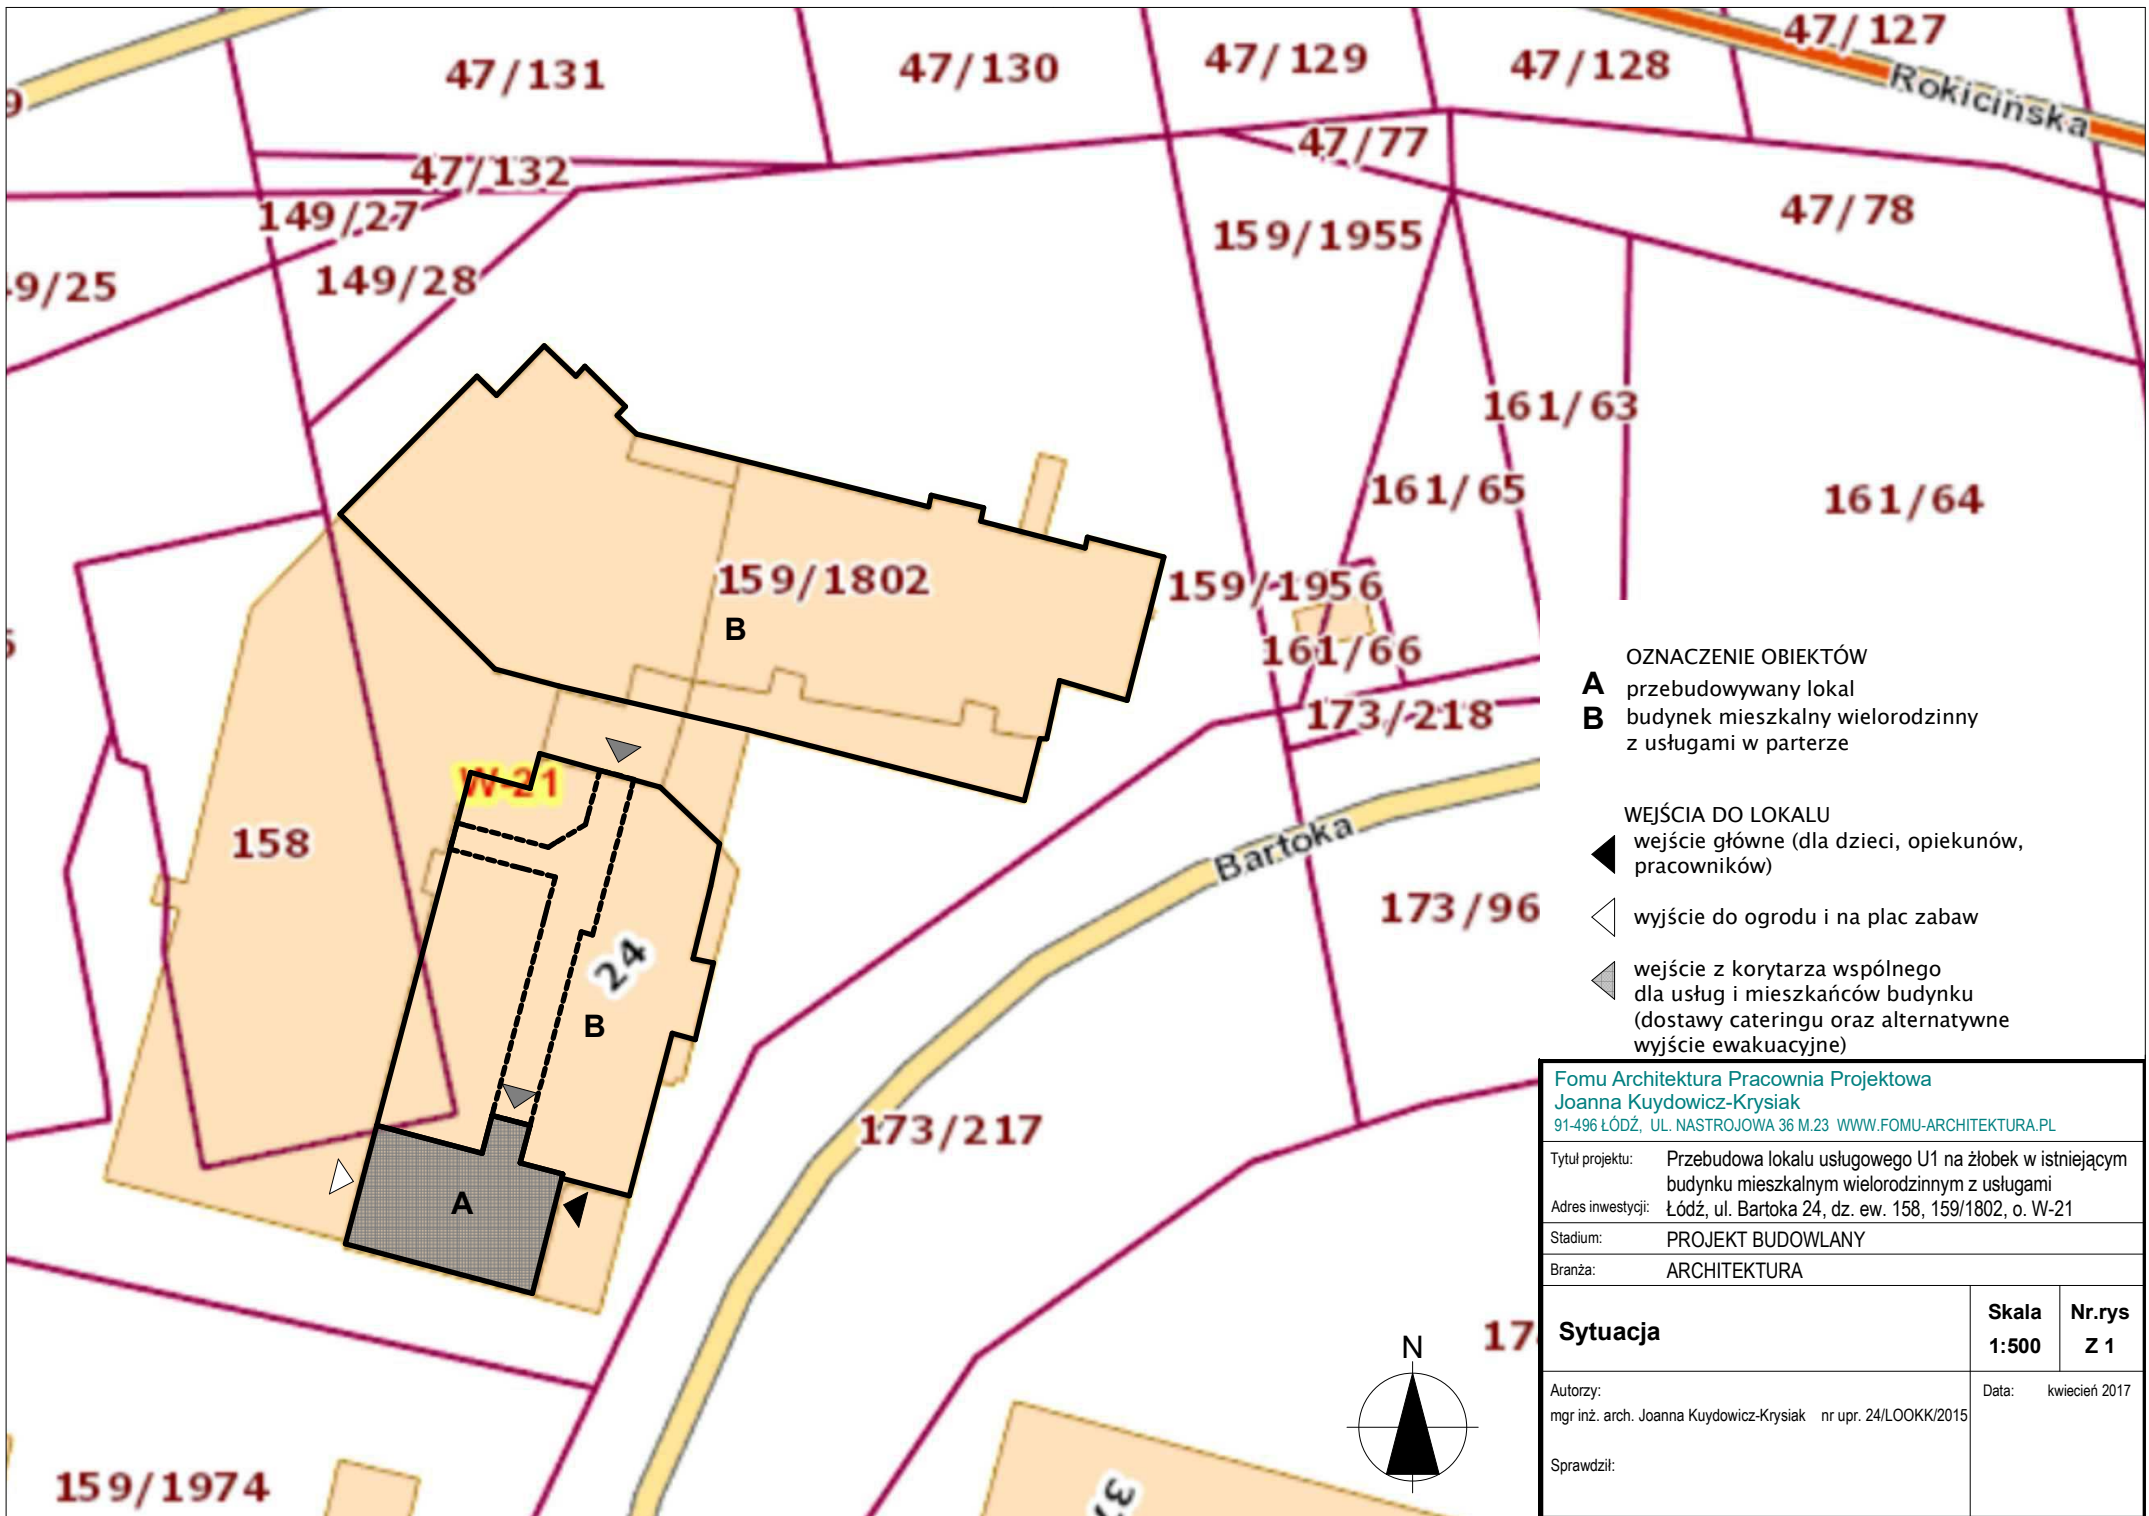 47/131
47/130
47/129
47/128
47/127
Rokicińska
9
47/132
47/77
149/27
159/1955
47/78
9/25
149/28
161/63
161/65
161/64
159/1802
B
159/1956
161/66
173/218
W-21
158
Bartoka
173/96
24
B
173/217
A
159/1974
N
OZNACZENIE OBIEKTÓW
A przebudowywany lokal
B budynek mieszkalny wielorodzinny
z usługami w parterze
WEJŚCIA DO LOKALU
wejście główne (dla dzieci, opiekunów,
pracowników)
wyjście do ogrodu i na plac zabaw
wejście z korytarza wspólnego
dla usług i mieszkańców budynku
(dostawy cateringu oraz alternatywne
wyjście ewakuacyjne)
Fomu Architektura Pracownia Projektowa
Joanna Kuydowicz-Krysiak
91-496 ŁÓDŹ, UL. NASTROJOWA 36 M.23 WWW.FOMU-ARCHITEKTURA.PL
Tytuł projektu: Przebudowa lokalu usługowego U1 na żłobek w istniejącym
budynku mieszkalnym wielorodzinnym z usługami
Adres inwestycji: Łódź, ul. Bartoka 24, dz. ew. 158, 159/1802, o. W-21
Stadium: PROJEKT BUDOWLANY
Branża: ARCHITEKTURA
Sytuacja
Skala
1:500
Nr.rys
Z 1
Autorzy:
mgr inż. arch. Joanna Kuydowicz-Krysiak nr upr. 24/LOOKK/2015
Data: kwiecień 2017
Sprawdził: